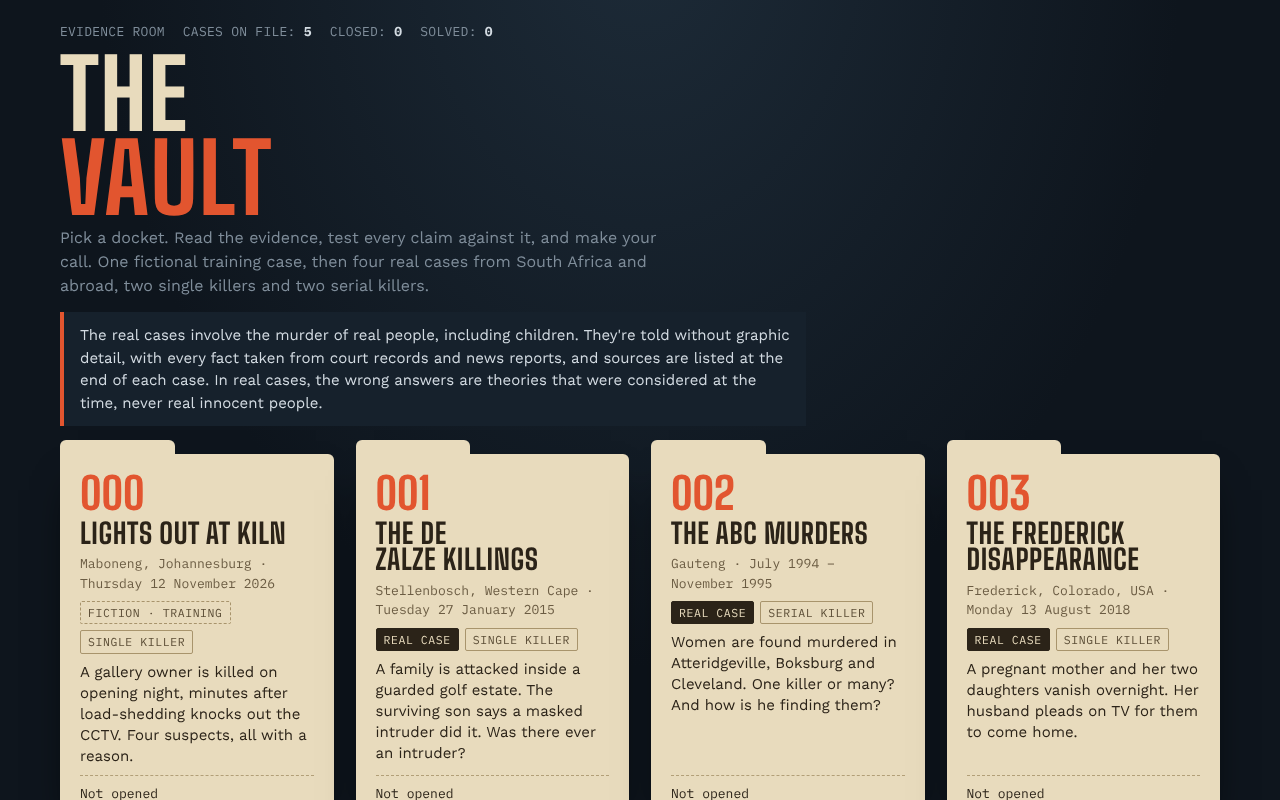 EVIDENCE ROOM CASES ON FILE: 5 CLOSED: 0 SOLVED: 0
THE
VAULT
Pick a docket. Read the evidence, test every claim against it, and make your
call. One fictional training case, then four real cases from South Africa and
abroad, two single killers and two serial killers.
The real cases involve the murder of real people, including children. They're told without graphic
detail, with every fact taken from court records and news reports, and sources are listed at the
end of each case. In real cases, the wrong answers are theories that were considered at the
time, never real innocent people.
000
LIGHTS OUT AT KILN
Maboneng, Johannesburg ·
Thursday 12 November 2026
FICTION · TRAINING
SINGLE KILLER
A gallery owner is killed on
opening night, minutes after
load-shedding knocks out the
CCTV. Four suspects, all with a
reason.
Not opened
001
THE DE
ZALZE KILLINGS
Stellenbosch, Western Cape ·
Tuesday 27 January 2015
REAL CASE SINGLE KILLER
A family is attacked inside a
guarded golf estate. The
surviving son says a masked
intruder did it. Was there ever
an intruder?
Not opened
002
THE ABC MURDERS
Gauteng · July 1994 –
November 1995
REAL CASE SERIAL KILLER
Women are found murdered in
Atteridgeville, Boksburg and
Cleveland. One killer or many?
And how is he finding them?
Not opened
003
THE FREDERICK
DISAPPEARANCE
Frederick, Colorado, USA ·
Monday 13 August 2018
REAL CASE SINGLE KILLER
A pregnant mother and her two
daughters vanish overnight. Her
husband pleads on TV for them
to come home.
Not opened